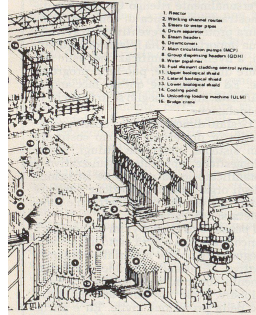 1. Reactor
2. Working channel routes
3. Steam to water pipes
4. Drum separator
5. Steam headers
6. Downcomers
7. Main circulation pumps (MCP)
8. Group dispensing headers (GDH)
9. Water pipelines
10. Fuel element cladding control system
11. Upper biological shield
12. Lateral biological shield
13. Lower biological shield
14. Cooling pond
15. Unloading-loading machine (ULM)
16. Bridge crane